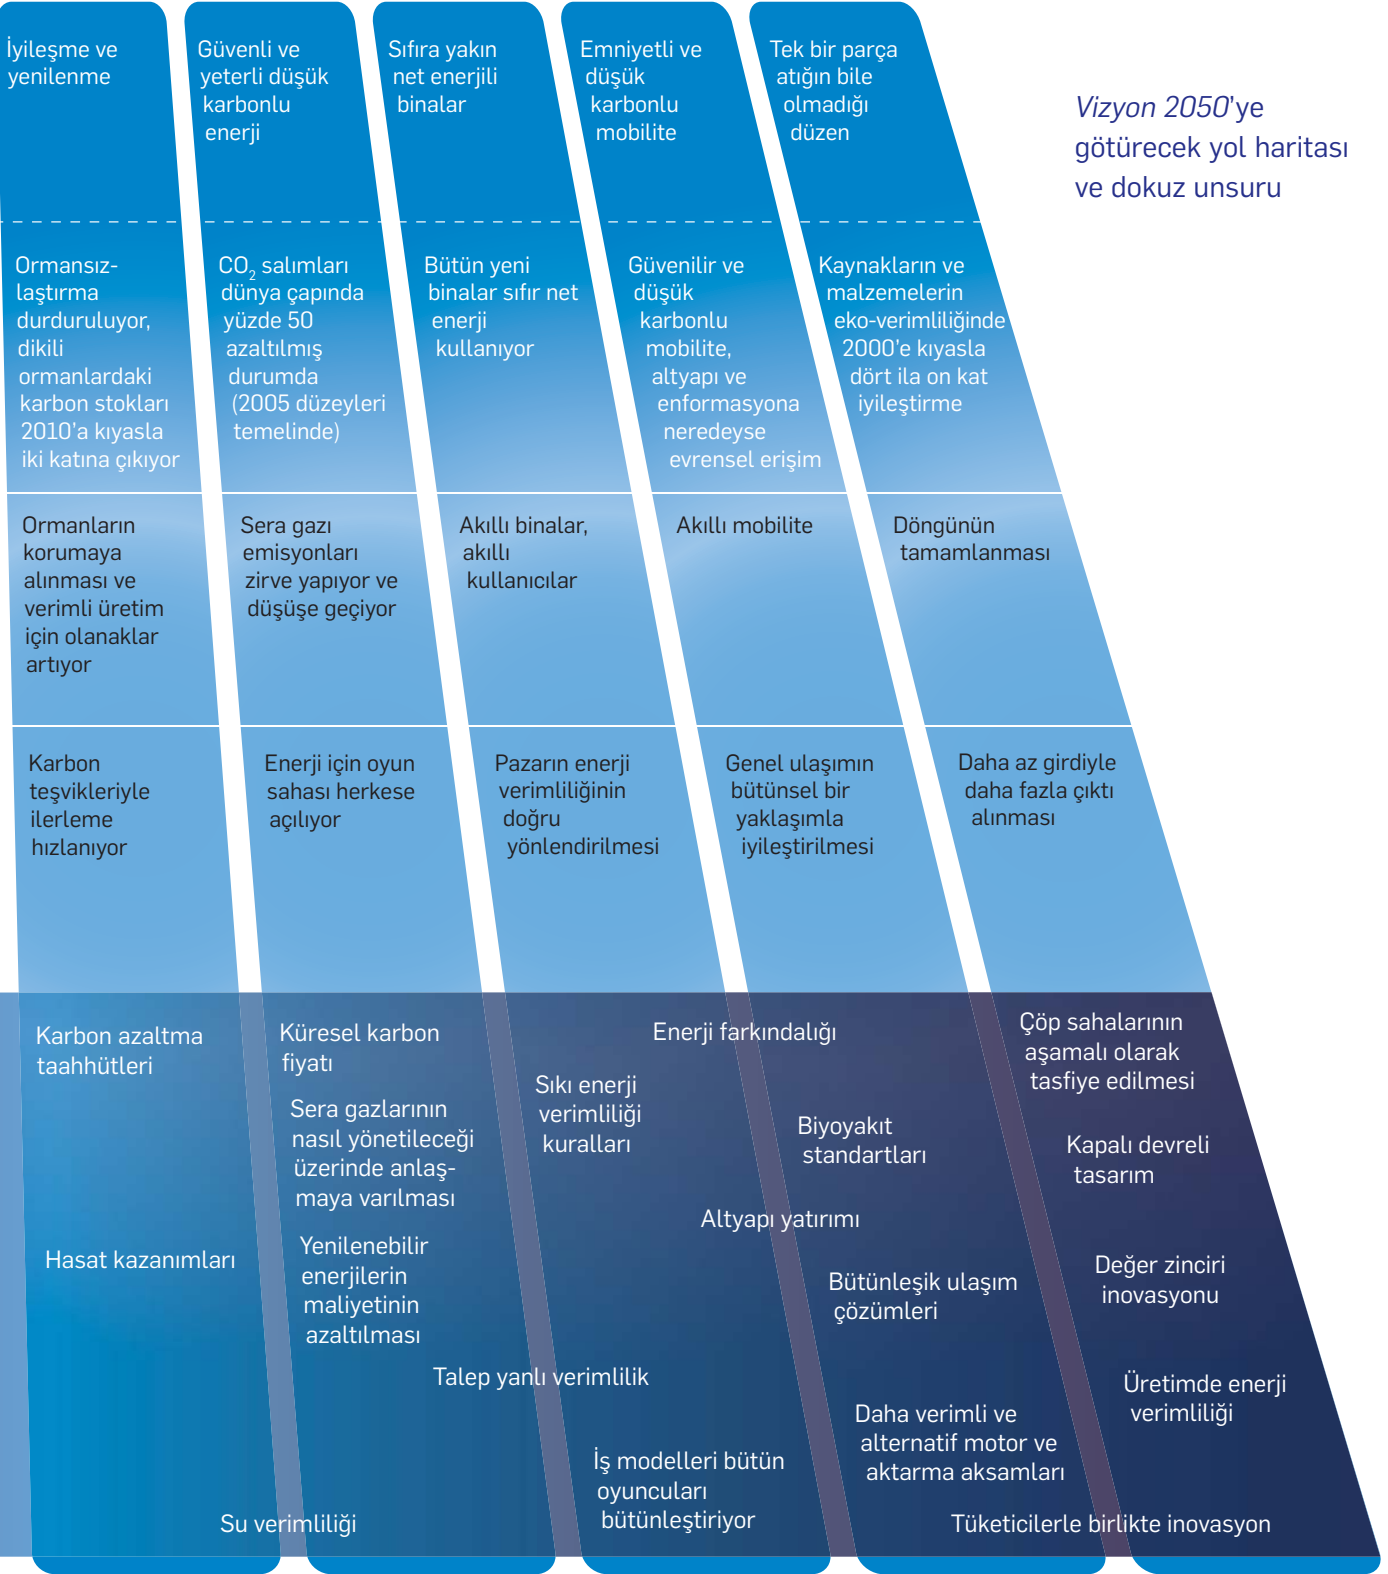 İyileşme ve
yenilenme
Güvenli ve
yeterli düşük
karbonlu
enerji
Sıfıra yakın
net enerjili
binalar
Emniyetli ve
düşük
karbonlu
mobilite
Tek bir parça
atığın bile
olmadığı
düzen
Vizyon 2050’ye
götürecek yol haritası
ve dokuz unsuru
Ormansız-
laştırma
durduruluyor,
dikili
ormanlardaki
karbon stokları
2010’a kıyasla
iki katına çıkıyor
CO₂ salımları
dünya çapında
yüzde 50
azaltılmış
durumda
(2005 düzeyleri
temelinde)
Bütün yeni
binalar sıfır net
enerji
kullanıyor
Güvenilir ve
düşük
karbonlu
mobilite,
altyapı ve
enformasyona
neredeyse
evrensel erişim
Kaynakların ve
malzemelerin
eko-verimliliğinde
2000’e kıyasla
dört ila on kat
iyileştirme
Ormanların
korumaya
alınması ve
verimli üretim
için olanaklar
artıyor
Sera gazı
emisyonları
zirve yapıyor ve
düşüşe geçiyor
Akıllı binalar,
akıllı
kullanıcılar
Akıllı mobilite
Döngünün
tamamlanması
Karbon
teşvikleriyle
ilerleme
hızlanıyor
Enerji için oyun
sahası herkese
açılıyor
Pazarın enerji
verimliliğinin
doğru
yönlendirilmesi
Genel ulaşımın
bütünsel bir
yaklaşımla
iyileştirilmesi
Daha az girdiyle
daha fazla çıktı
alınması
Karbon azaltma
taahhütleri
Hasat kazanımları
Küresel karbon
fiyatı
Sera gazlarının
nasıl yönetileceği
üzerinde anlaş-
maya varılması
Yenilenebilir
enerjilerin
maliyetinin
azaltılması
Enerji farkındalığı
Sıkı enerji
verimliliği
kuralları
Biyoyakıt
standartları
Altyapı yatırımı
Bütünleşik ulaşım
çözümleri
Talep yanlı verimlilik
Daha verimli ve
alternatif motor ve
aktarma aksamları
İş modelleri bütün
oyuncuları
bütünleştiriyor
Su verimliliği
Çöp sahalarının
aşamalı olarak
tasfiye edilmesi
Kapalı devreli
tasarım
Değer zinciri
inovasyonu
Üretimde enerji
verimliliği
Tüketicilerle birlikte inovasyon